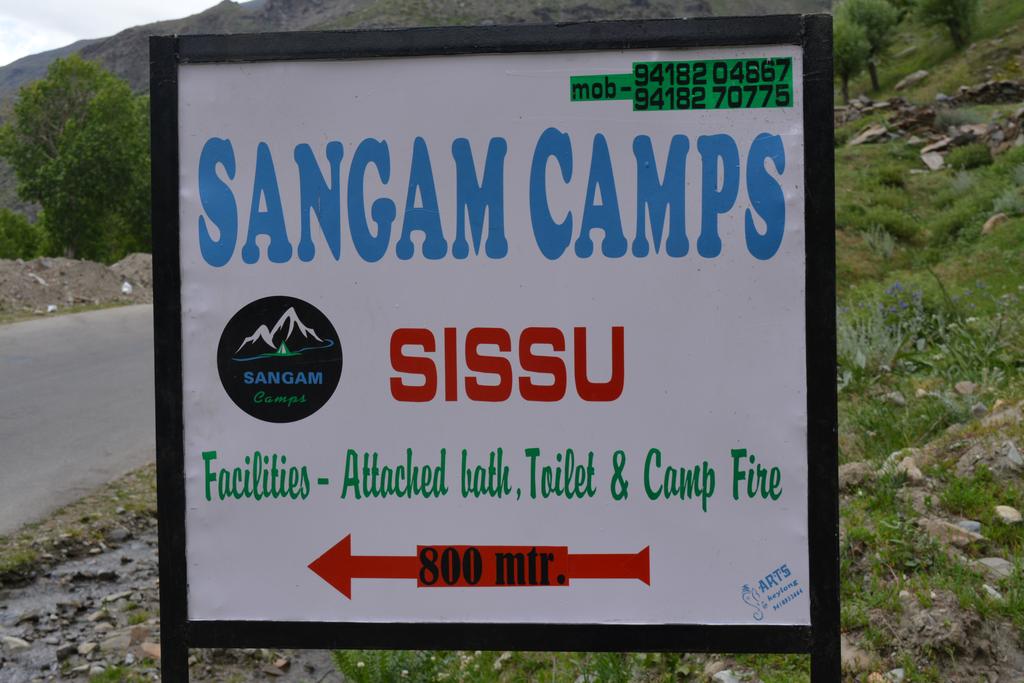 mob - 94182 04867
94182 70775
SANGAM CAMPS
SANGAM
Camps
SISSU
Facilities - Attached bath, Toilet & Camp Fire
800 mtr.
ARTS
keylong